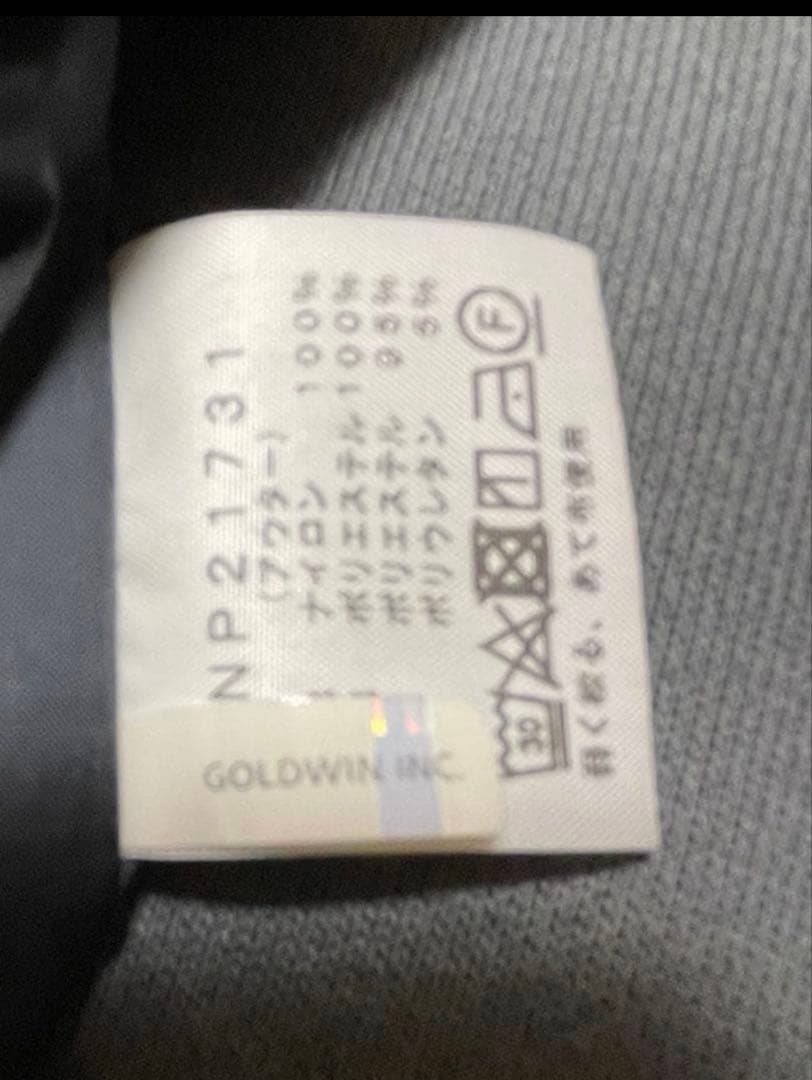 NP21731
(アウター)
ナイロン 100%
ポリエステル 100%
ポリエステル 95%
ポリウレタン 5%
30
F
軽く絞る、あて布使用
GOLDWIN INC.